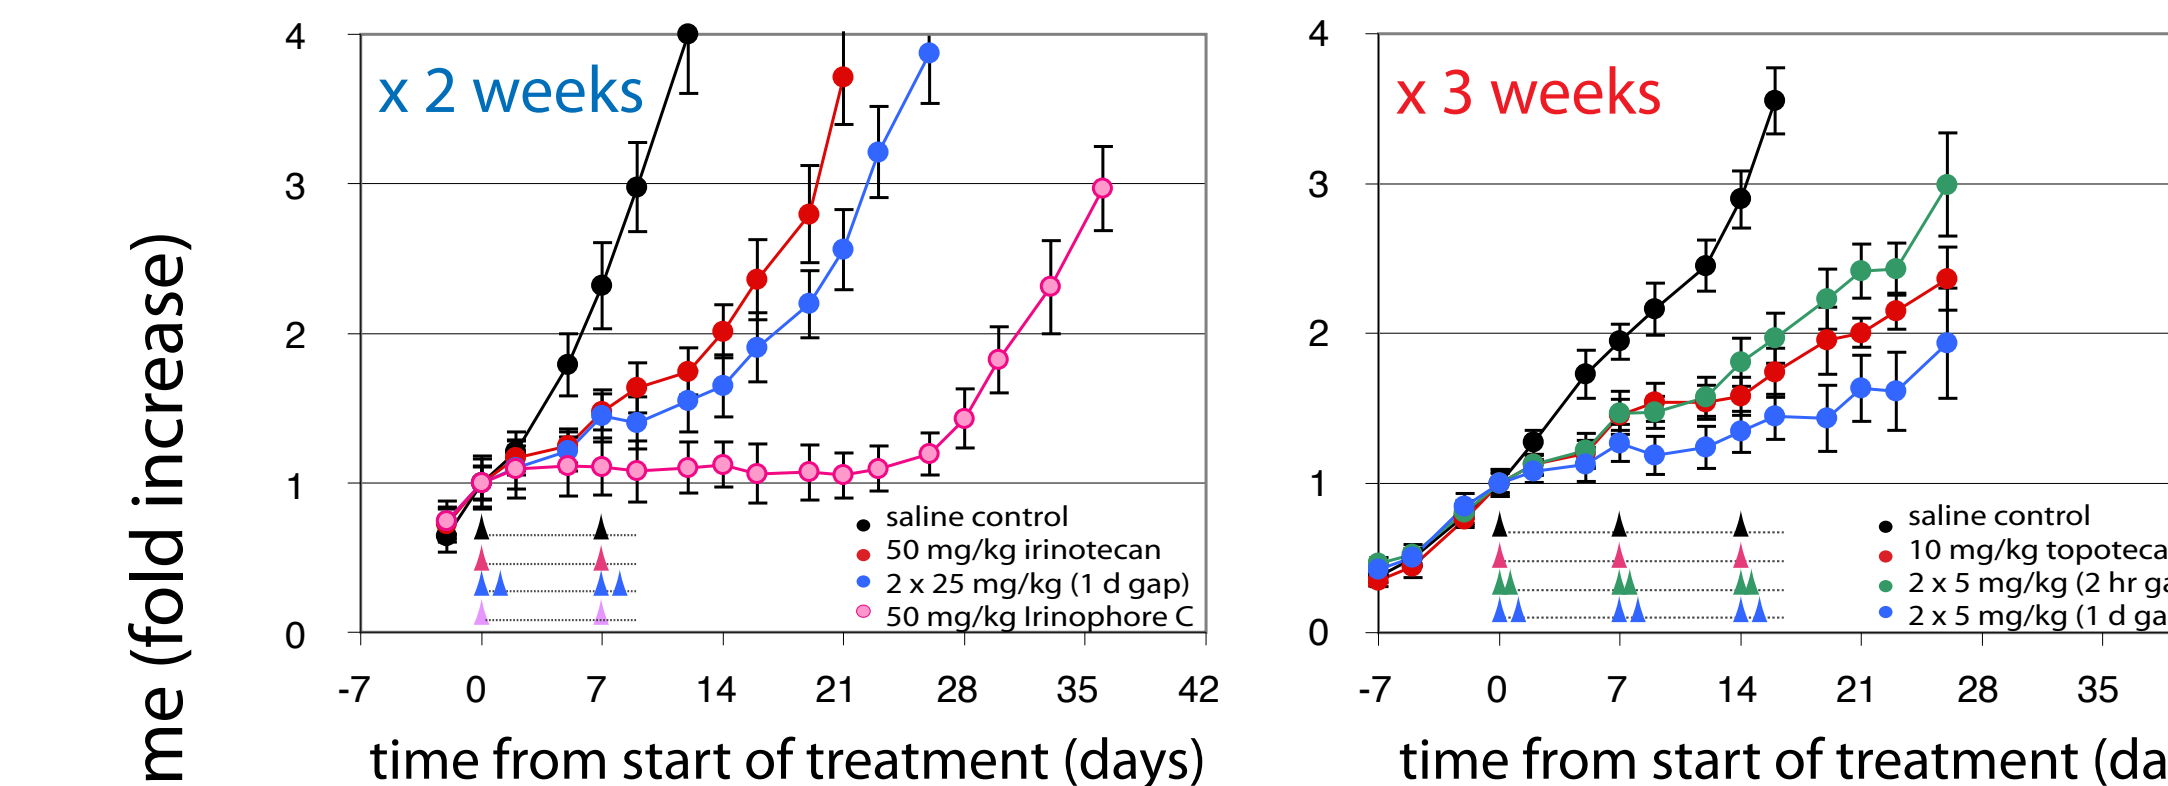 me (fold increase)
x 2 weeks
4
3
2
1
0
saline control
50 mg/kg irinotecan
2 x 25 mg/kg (1 d gap)
50 mg/kg Irinophore C
-7 0 7 14 21 28 35 42
time from start of treatment (days)
x 3 weeks
4
3
2
1
0
saline control
10 mg/kg topoteca
2 x 5 mg/kg (2 hr ga
2 x 5 mg/kg (1 d ga
-7 0 7 14 21 28 35
time from start of treatment (da